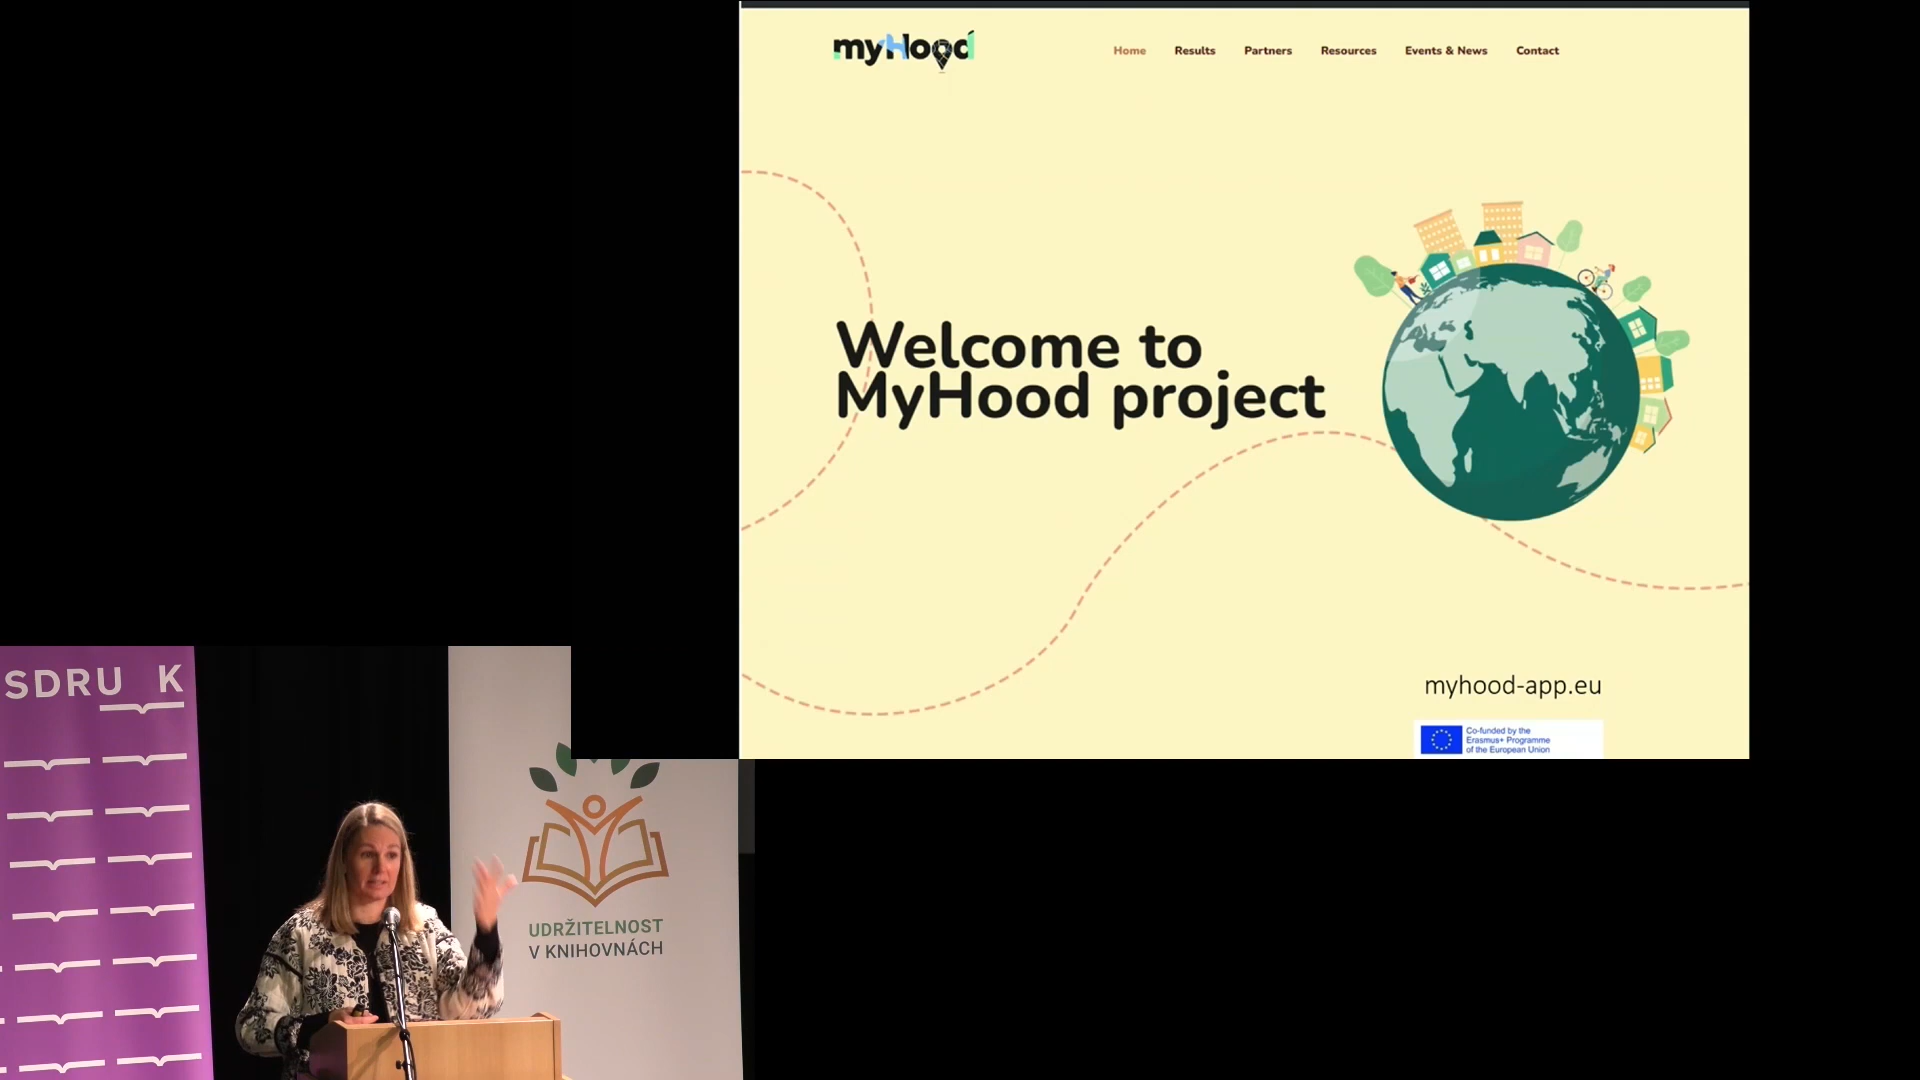 myHood
Home Results Partners Resources Events & News Contact
Welcome to
MyHood project
myhood-app.eu
Co-funded by the
Erasmus+ Programme
of the European Union
SDRU K
UDRŽITELNOST
V KNIHOVNÁCH